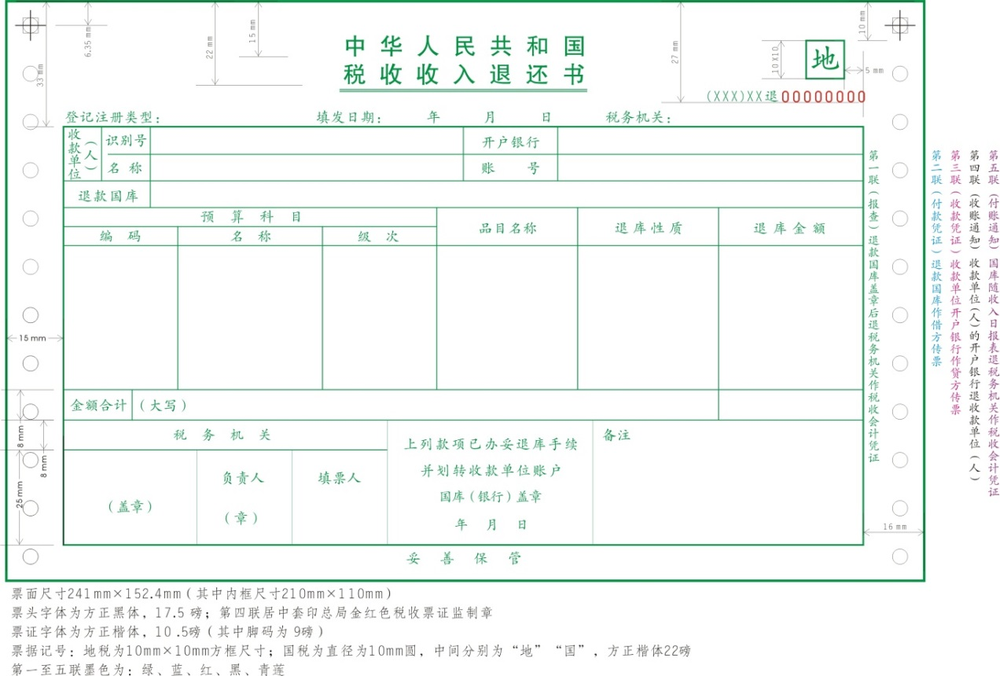 中华人民共和国
税收收入退还书
6.35 mm
33 mm
22 mm
15 mm
27 mm
10 mm
10X10
地
5 mm
(XXX)XX退00000000
登记注册类型： 填发日期： 年 月 日 税务机关：
收款单位（人） 识别号 开户银行
名称 账号
退款国库
预算科目 品目名称 退库性质 退库金额
编码 名称 级次
15 mm
金额合计 （大写）
8 mm
8 mm
25 mm
税务机关
（盖章）
负责人
（章）
填票人
上列款项已办妥退库手续
并划转收款单位账户
国库（银行）盖章
年 月 日
备注
16 mm
妥善保管
第一联（报查）退款国库盖章后退税务机关作税收会计凭证
第二联（付款凭证）退款国库作借方传票
第三联（收款凭证）收款单位开户银行作贷方传票
第四联（收账通知）收款单位（人）的开户银行退收款单位（人）
第五联（付账通知）国库随收入日报表退税务机关作税收会计凭证
票面尺寸241mm×152.4mm（其中内框尺寸210mm×110mm）
票头字体为方正黑体，17.5 磅；第四联居中套印总局金红色税收票证监制章
票证字体为方正楷体，10 .5磅（其中脚码为 9磅）
票据记号：地税为10mm×10mm方框尺寸；国税为直径为10mm圆，中间分别为“地”“国”，方正楷体22磅
第一至五联墨色为：绿、蓝、红、黑、青莲